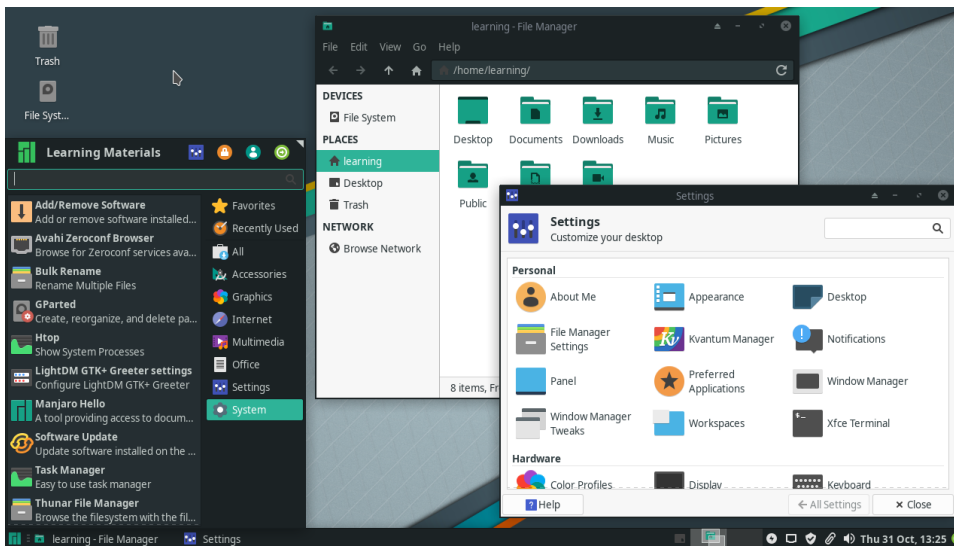 Trash
File Syst...
Learning Materials
Add/Remove Software
Add or remove software installed...
Avahi Zeroconf Browser
Browse for Zeroconf services ava...
Bulk Rename
Rename Multiple Files
GParted
Create, reorganize, and delete pa...
Htop
Show System Processes
LightDM GTK+ Greeter settings
Configure LightDM GTK+ Greeter
Manjaro Hello
A tool providing access to docum...
Software Update
Update software installed on the ...
Task Manager
Easy to use task manager
Thunar File Manager
Browse the filesystem with the fil...
Favorites
Recently Used
All
Accessories
Graphics
Internet
Multimedia
Office
Settings
System
learning - File Manager
File Edit View Go Help
/home/learning/
DEVICES
File System
PLACES
learning
Desktop
Trash
NETWORK
Browse Network
Desktop Documents Downloads Music Pictures
Public
8 items, Fr
Settings
Settings
Customize your desktop
Personal
About Me
Appearance
Desktop
File Manager
Settings
Kvantum Manager
Notifications
Panel
Preferred
Applications
Window Manager
Window Manager
Tweaks
Workspaces
Xfce Terminal
Hardware
Color Profiles
Display
Keyboard
Help
All Settings
Close
learning - File Manager
Settings
Thu 31 Oct, 13:25